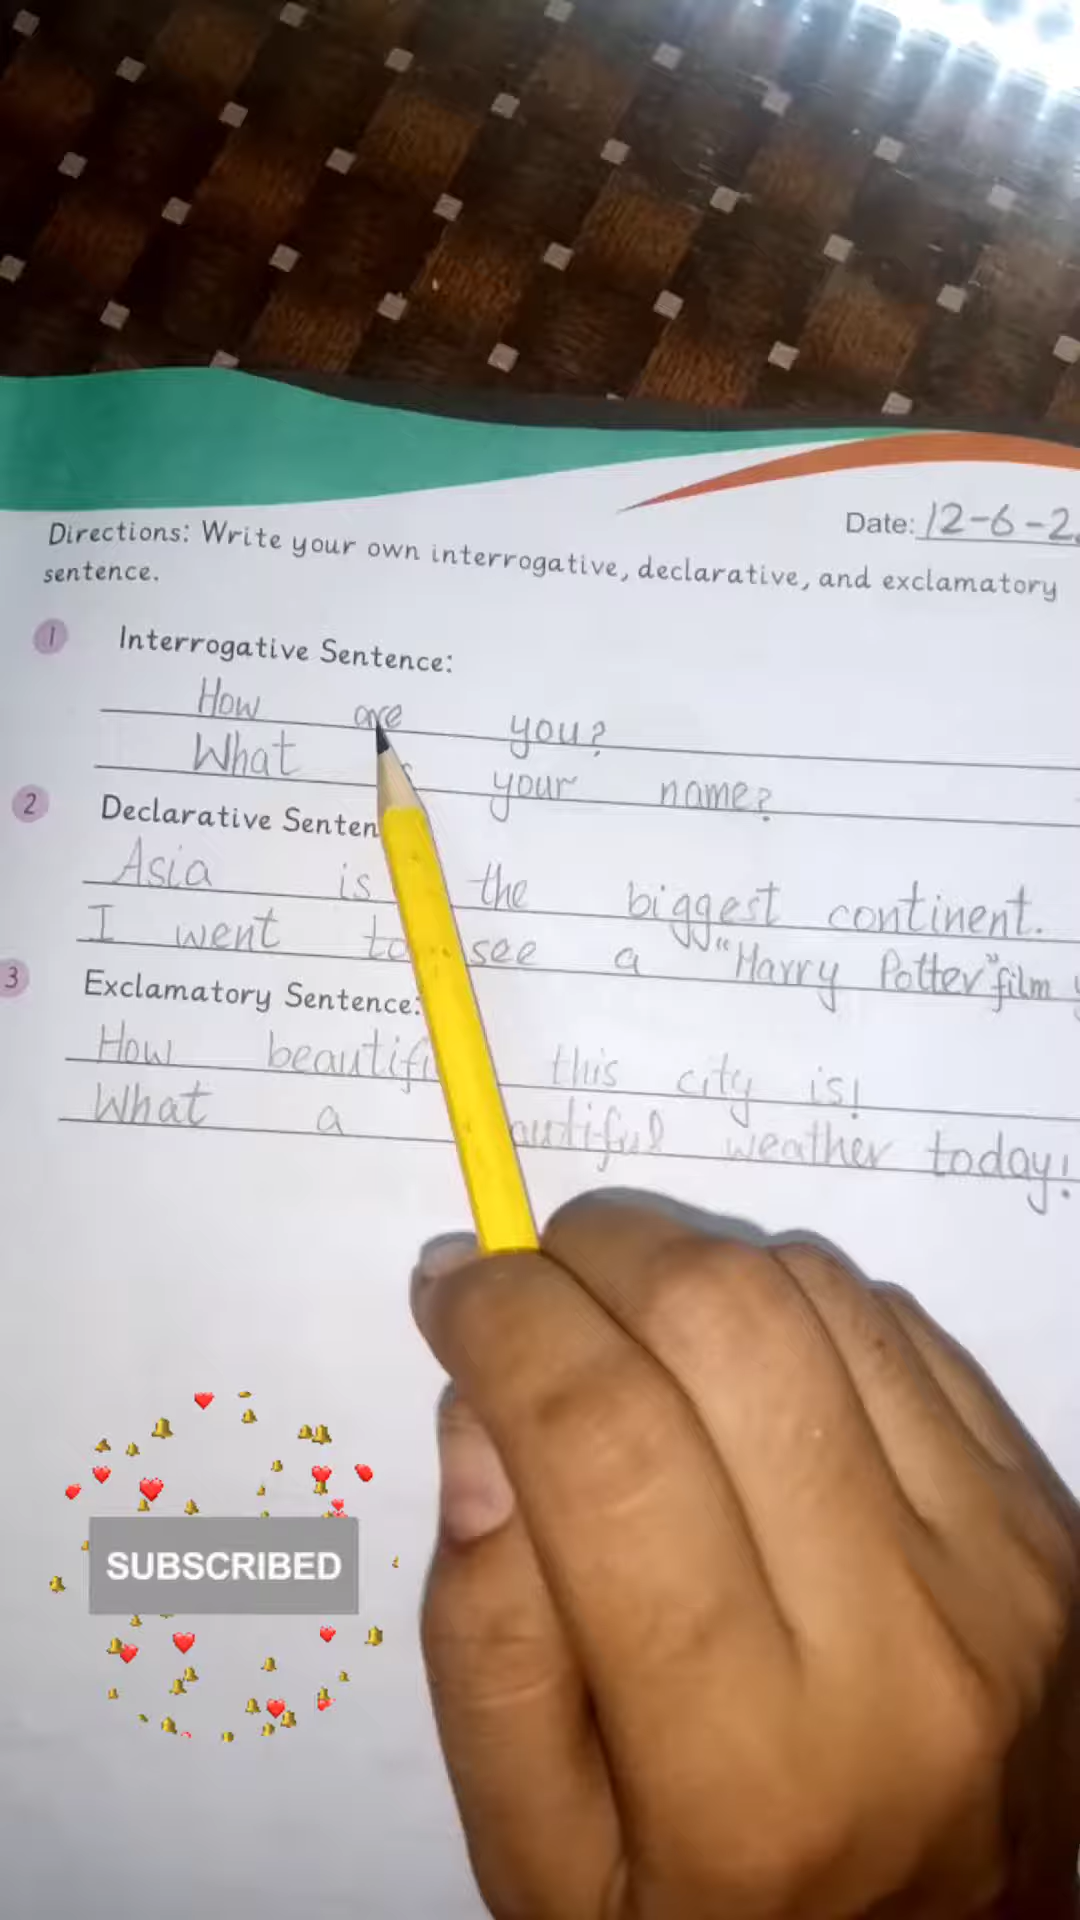 Date: 12-6-2
Directions: Write your own interrogative, declarative, and exclamatory
sentence.
1 Interrogative Sentence:
How are you?
What your name?
2 Declarative Senten
Asia is the biggest continent.
I went to see a "Harry Potter" film
3 Exclamatory Sentence:
How beautif this city is!
What a autiful weather today!
SUBSCRIBED